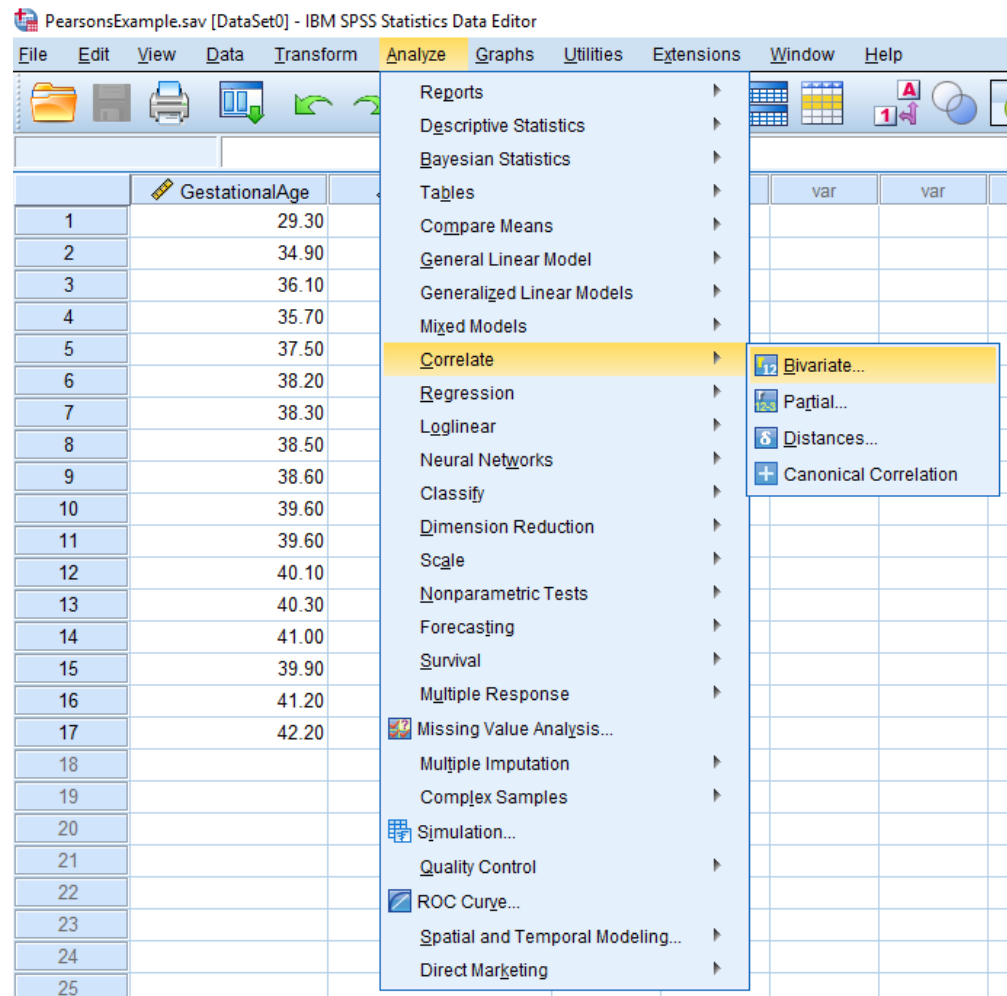 PearsonsExample.sav [DataSet0] - IBM SPSS Statistics Data Editor
File Edit View Data Transform Analyze Graphs Utilities Extensions Window Help
A
1
GestationalAge
var var
1 29.30
2 34.90
3 36.10
4 35.70
5 37.50
6 38.20
7 38.30
8 38.50
9 38.60
10 39.60
11 39.60
12 40.10
13 40.30
14 41.00
15 39.90
16 41.20
17 42.20
18
19
20
21
22
23
24
25
Reports
Descriptive Statistics
Bayesian Statistics
Tables
Compare Means
General Linear Model
Generalized Linear Models
Mixed Models
Correlate
Regression
Loglinear
Neural Networks
Classify
Dimension Reduction
Scale
Nonparametric Tests
Forecasting
Survival
Multiple Response
Missing Value Analysis...
Multiple Imputation
Complex Samples
Simulation...
Quality Control
ROC Curve...
Spatial and Temporal Modeling...
Direct Marketing
Bivariate...
Partial...
Distances...
Canonical Correlation